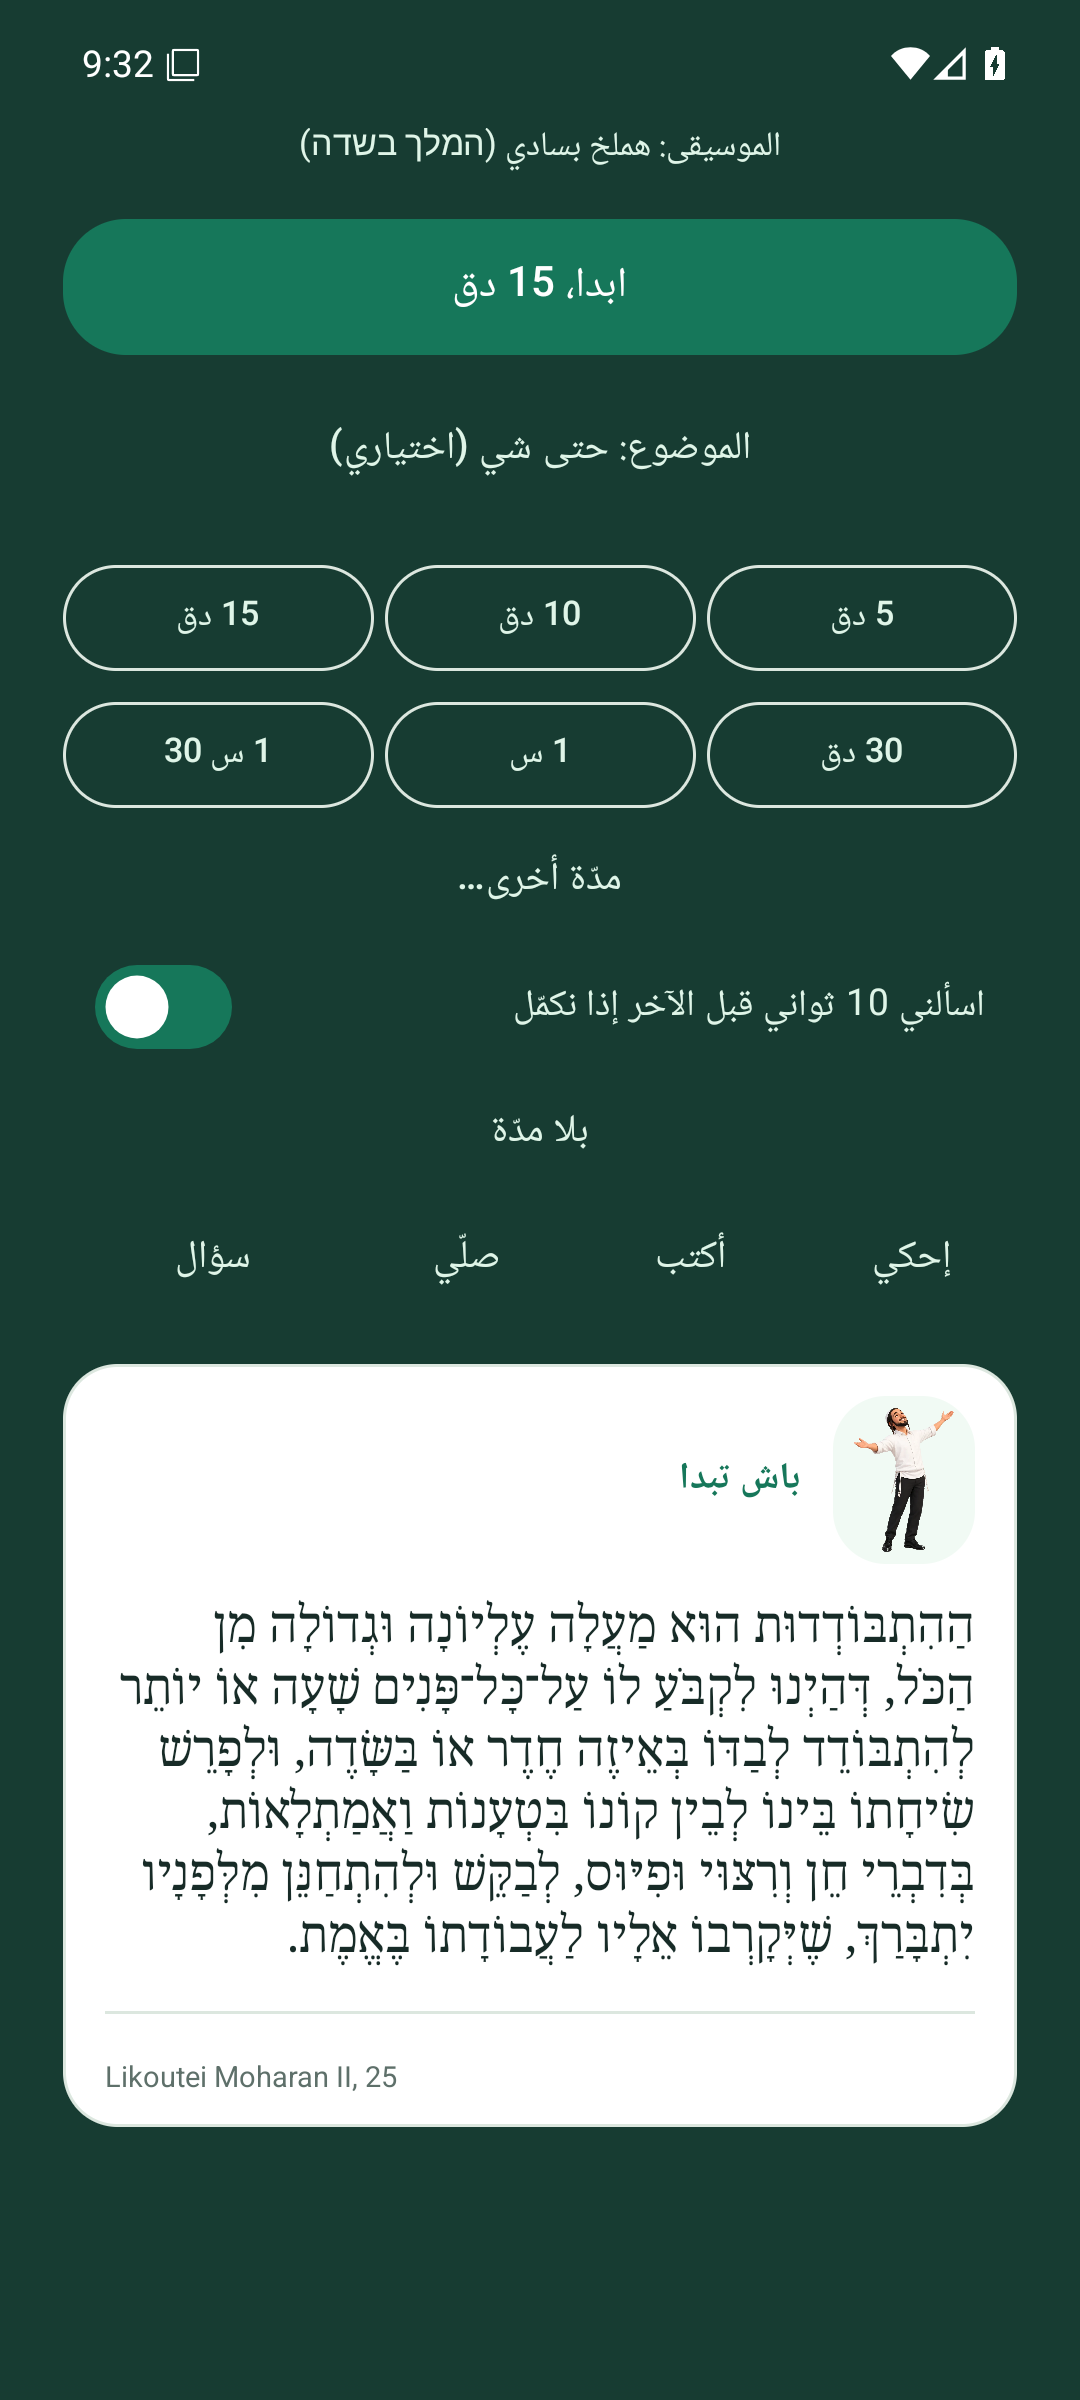 9:32
الموسيقى: هملخ بسادي (המלך בשדה)
ابدا، 15 دق
الموضوع: حتى شي (اختياري)
5 دق
10 دق
15 دق
30 دق
1 س
1 س 30
مدّة أخرى...
اسألني 10 ثواني قبل الآخر إذا نكمّل
بلا مدّة
إحكي
أكتب
صلّي
سؤال
باش تبدا
הַהִתְבּוֹדְדוּת הוּא מַעֲלָה עֶלְיוֹנָה וּגְדוֹלָה מִן
הַכֹּל, דְּהַיְנוּ לִקְבֹּעַ לוֹ עַל־כָּל־פָּנִים שָׁעָה אוֹ יוֹתֵר
לְהִתְבּוֹדֵד לְבַדּוֹ בְּאֵיזֶה חֶדֶר אוֹ בַּשָּׂדֶה, וּלְפָרֵשׁ
שִׂיחָתוֹ בֵּינוֹ לְבֵין קוֹנוֹ בִּטְעָנוֹת וַאֲמַתְלָאוֹת,
בְּדִבְרֵי חֵן וְרִצּוּי וּפִיּוּס, לְבַקֵּשׁ וּלְהִתְחַנֵּן מִלְּפָנָיו
יִתְבָּרַךְ, שֶׁיְּקָרְבוֹ אֵלָיו לַעֲבוֹדָתוֹ בֶּאֱמֶת.
Likoutei Moharan II, 25